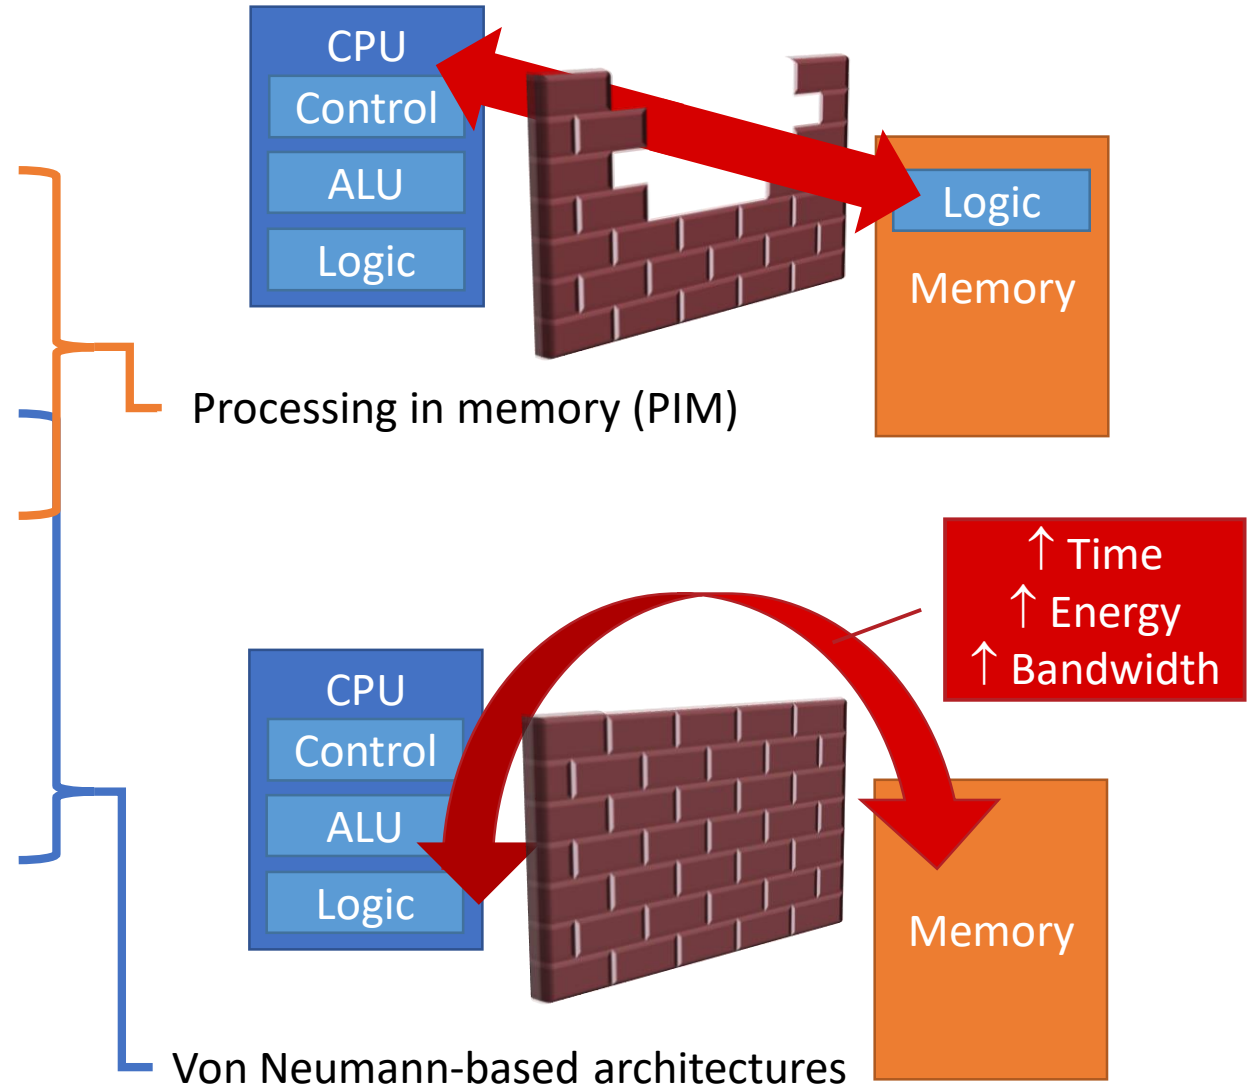 CPU
Control
ALU
Logic
Logic
Memory
Processing in memory (PIM)
↑ Time
↑ Energy
↑ Bandwidth
CPU
Control
ALU
Logic
Memory
Von Neumann-based architectures